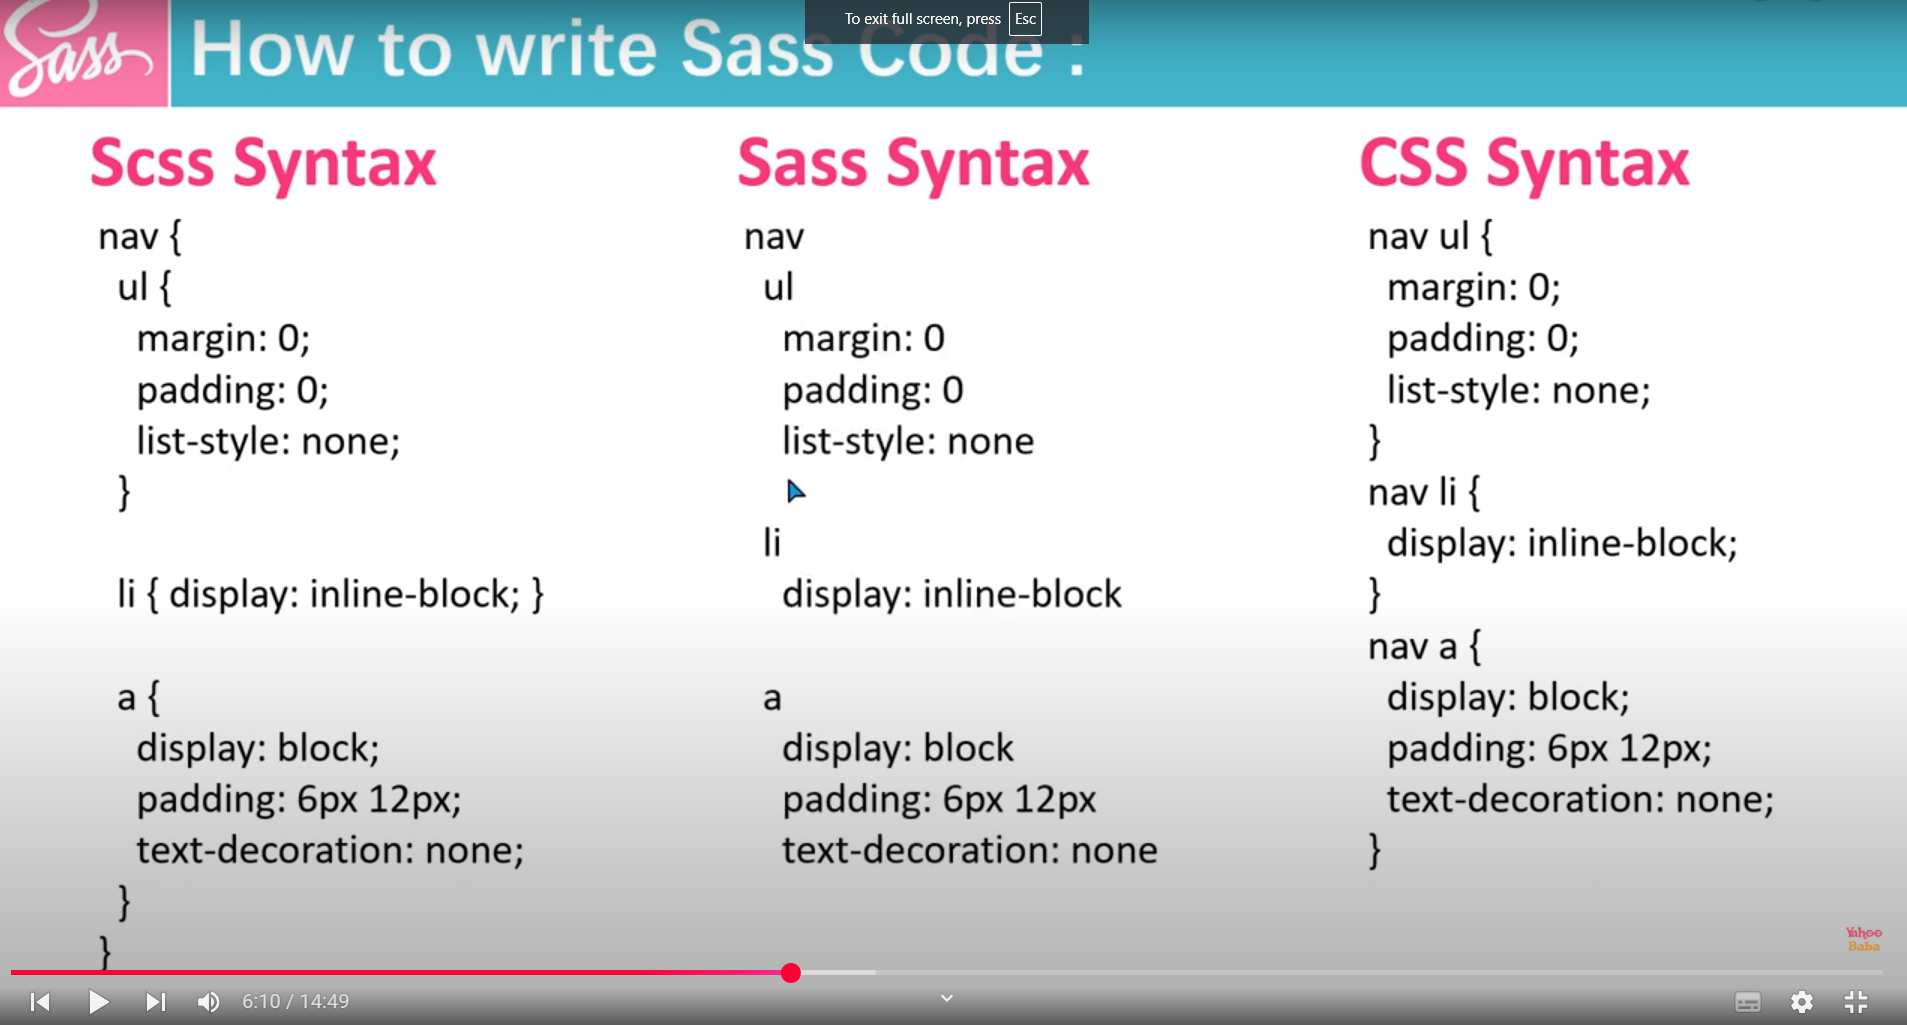 To exit full screen, press Esc
Sass
How to write Sass Code :
Scss Syntax
nav {
ul {
margin: 0;
padding: 0;
list-style: none;
}
li { display: inline-block; }
a {
display: block;
padding: 6px 12px;
text-decoration: none;
}
}
Sass Syntax
nav
ul
margin: 0
padding: 0
list-style: none
li
display: inline-block
a
display: block
padding: 6px 12px
text-decoration: none
CSS Syntax
nav ul {
margin: 0;
padding: 0;
list-style: none;
}
nav li {
display: inline-block;
}
nav a {
display: block;
padding: 6px 12px;
text-decoration: none;
}
Yahoo
Baba
6:10 / 14:49